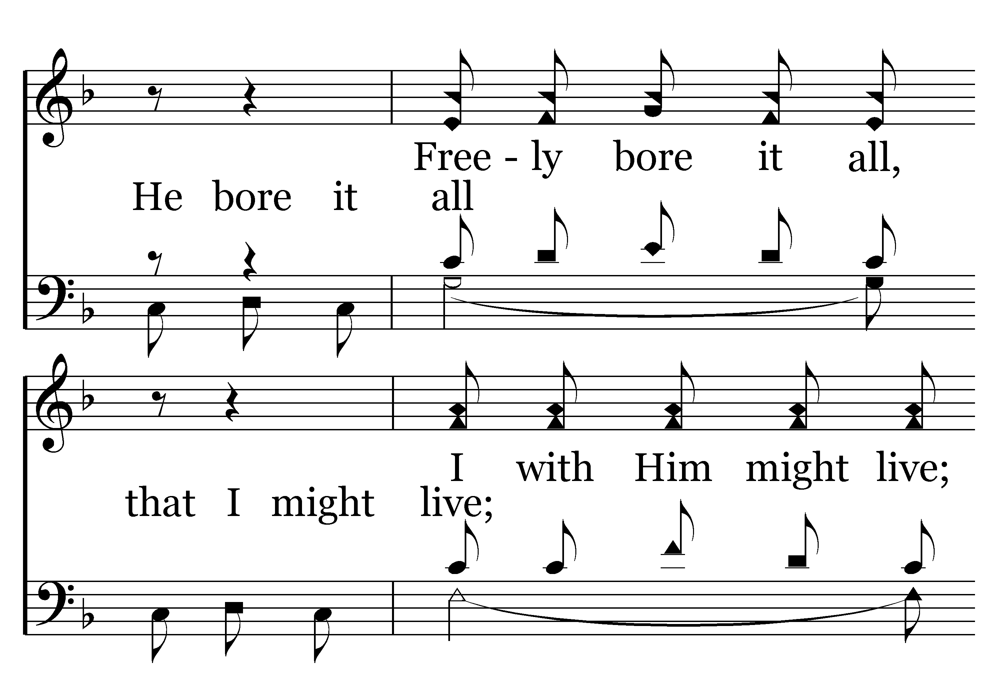 Free - ly bore it all,
He bore it all
I with Him might live;
that I might live;